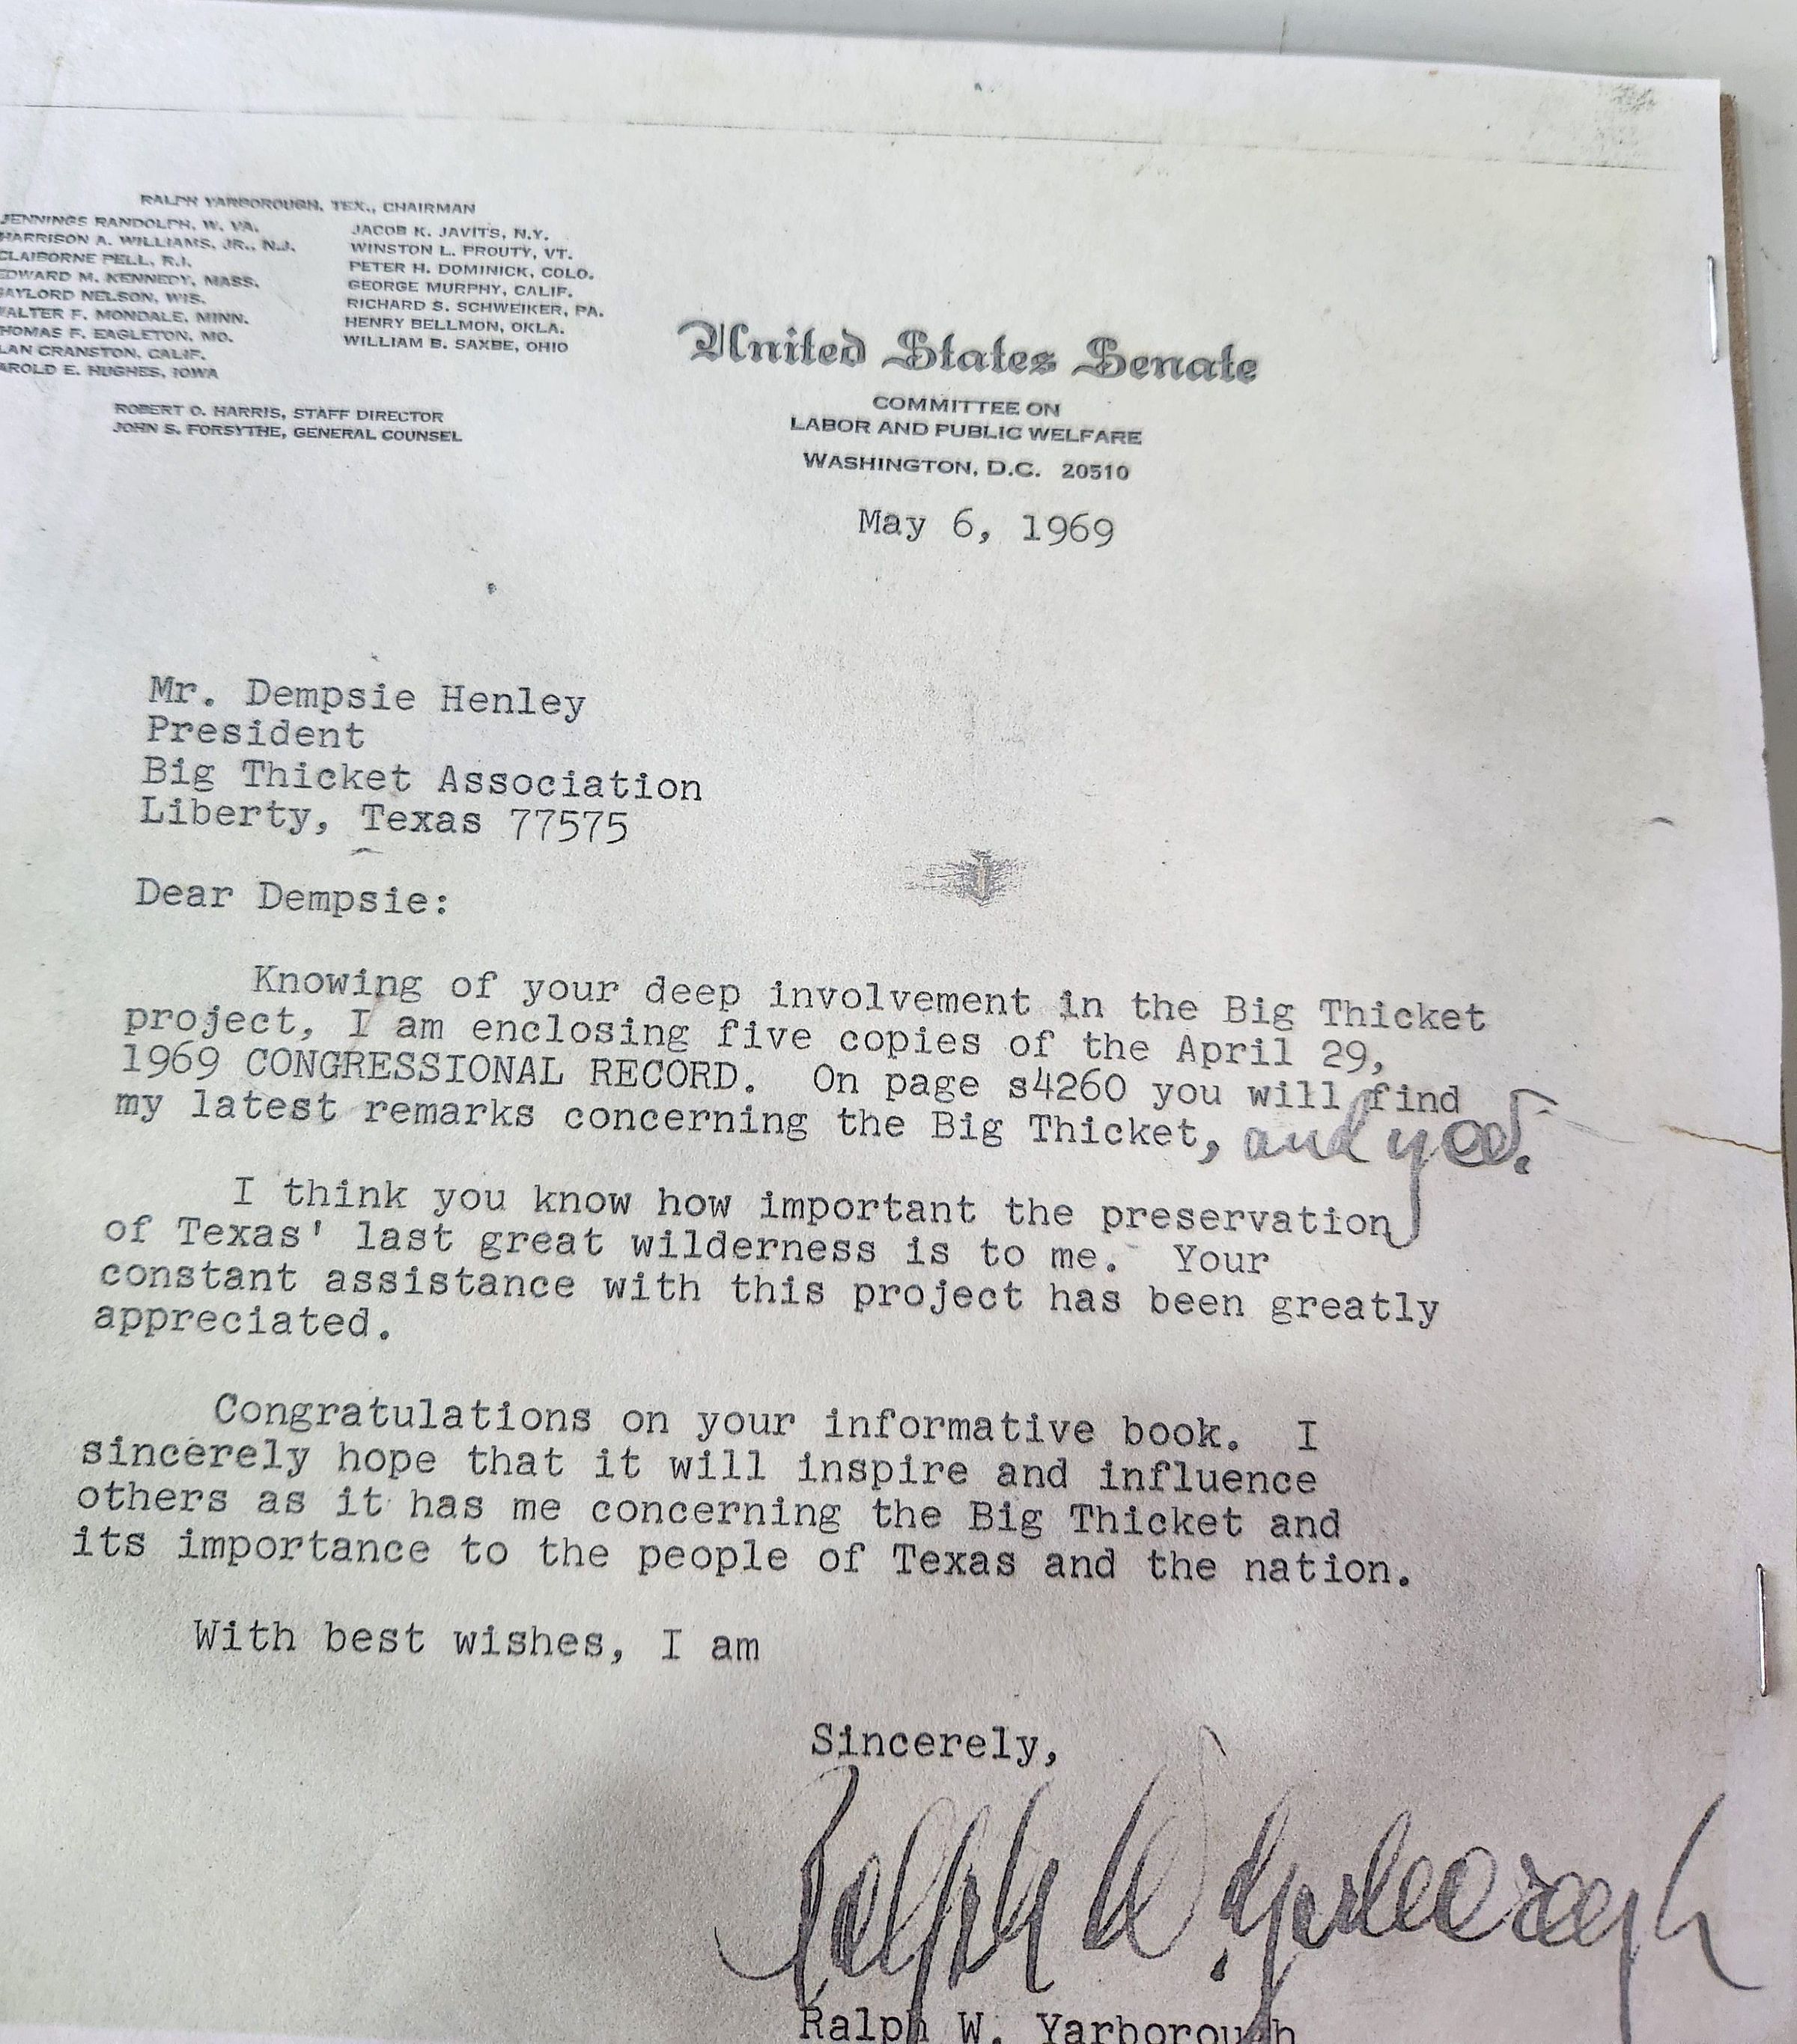 RALPH YARBOROUGH, TEX., CHAIRMAN
JENNINGS RANDOLPH, W. VA.
HARRISON A. WILLIAMS, JR., N.J.
CLAIBORNE PELL, R.I.
EDWARD M. KENNEDY, MASS.
GAYLORD NELSON, WIS.
WALTER F. MONDALE, MINN.
THOMAS F. EAGLETON, MO.
LAN CRANSTON, CALIF.
AROLD E. HUGHES, IOWA
JACOB K. JAVITS, N.Y.
WINSTON L. PROUTY, VT.
PETER H. DOMINICK, COLO.
GEORGE MURPHY, CALIF.
RICHARD S. SCHWEIKER, PA.
HENRY BELLMON, OKLA.
WILLIAM B. SAXBE, OHIO
ROBERT O. HARRIS, STAFF DIRECTOR
JOHN S. FORSYTHE, GENERAL COUNSEL
United States Senate
COMMITTEE ON
LABOR AND PUBLIC WELFARE
WASHINGTON, D.C. 20510
May 6, 1969
Mr. Dempsie Henley
President
Big Thicket Association
Liberty, Texas 77575
Dear Dempsie:
Knowing of your deep involvement in the Big Thicket
project, I am enclosing five copies of the April 29,
1969 CONGRESSIONAL RECORD. On page s4260 you will find
my latest remarks concerning the Big Thicket, and you.
I think you know how important the preservation
of Texas' last great wilderness is to me. Your
constant assistance with this project has been greatly
appreciated.
Congratulations on your informative book. I
sincerely hope that it will inspire and influence
others as it has me concerning the Big Thicket and
its importance to the people of Texas and the nation.
With best wishes, I am
Sincerely,
Ralph W. Yarborough
Ralph W. Yarborough